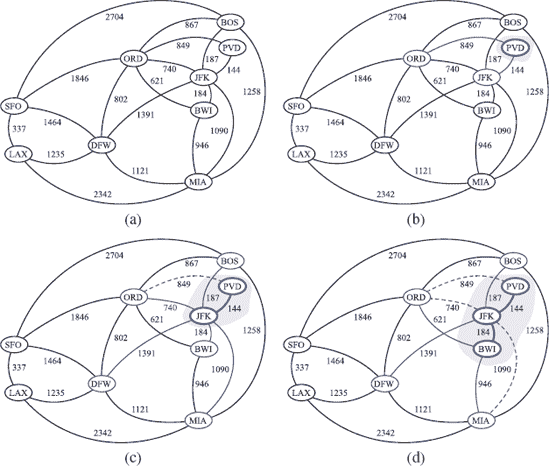 2704
BOS
867
PVD
849
ORD
187
144
JFK
740
1846
621
184
1258
SFO
802
BWI
1391
1464
1090
337
DFW
946
LAX
1235
1121
MIA
2342
(a)
2704
BOS
867
PVD
849
ORD
187
144
JFK
740
1846
621
184
1258
SFO
802
BWI
1391
1464
1090
337
DFW
946
LAX
1235
1121
MIA
2342
(b)
2704
BOS
867
PVD
849
ORD
187
144
740
JFK
1846
621
184
1258
SFO
802
BWI
1391
1464
1090
337
DFW
946
LAX
1235
1121
MIA
2342
(c)
2704
BOS
867
PVD
849
ORD
187
144
740
JFK
1846
621
184
1258
SFO
802
BWI
1391
1464
1090
337
DFW
946
LAX
1235
1121
MIA
2342
(d)